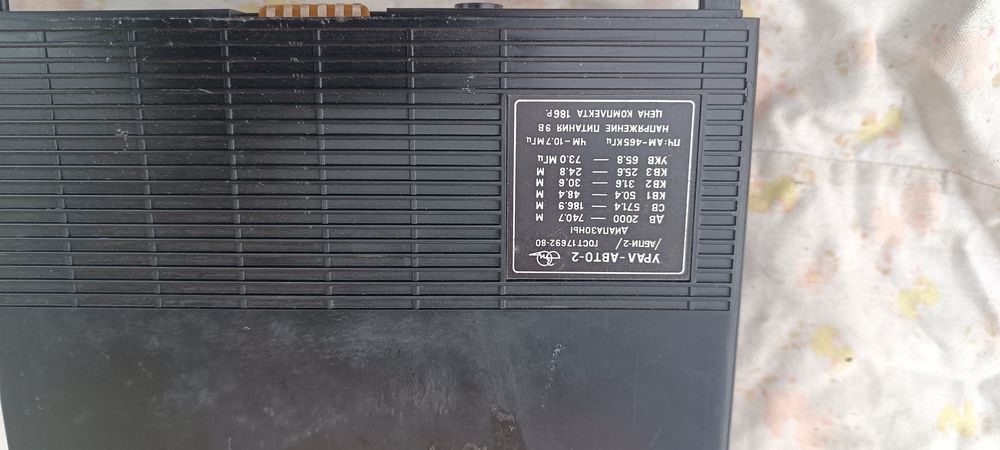 УРАЛ-АВТО-2
/АБПИ-2/ ГОСТ17692-80
ДИАПАЗОНЫ
ДВ 2000 — 740.7 М
СВ 571.4 — 186.9 М
КВ1 50.4 — 48.4 М
КВ2 31.6 — 30.6 М
КВ3 25.6 — 24.8 М
УКВ 65.8 — 73.0 МГц
ПЧ-АМ-465КГц ЧМ-10.7МГц
НАПРЯЖЕНИЕ ПИТАНИЯ 9В
ЦЕНА КОМПЛЕКТА 186Р.